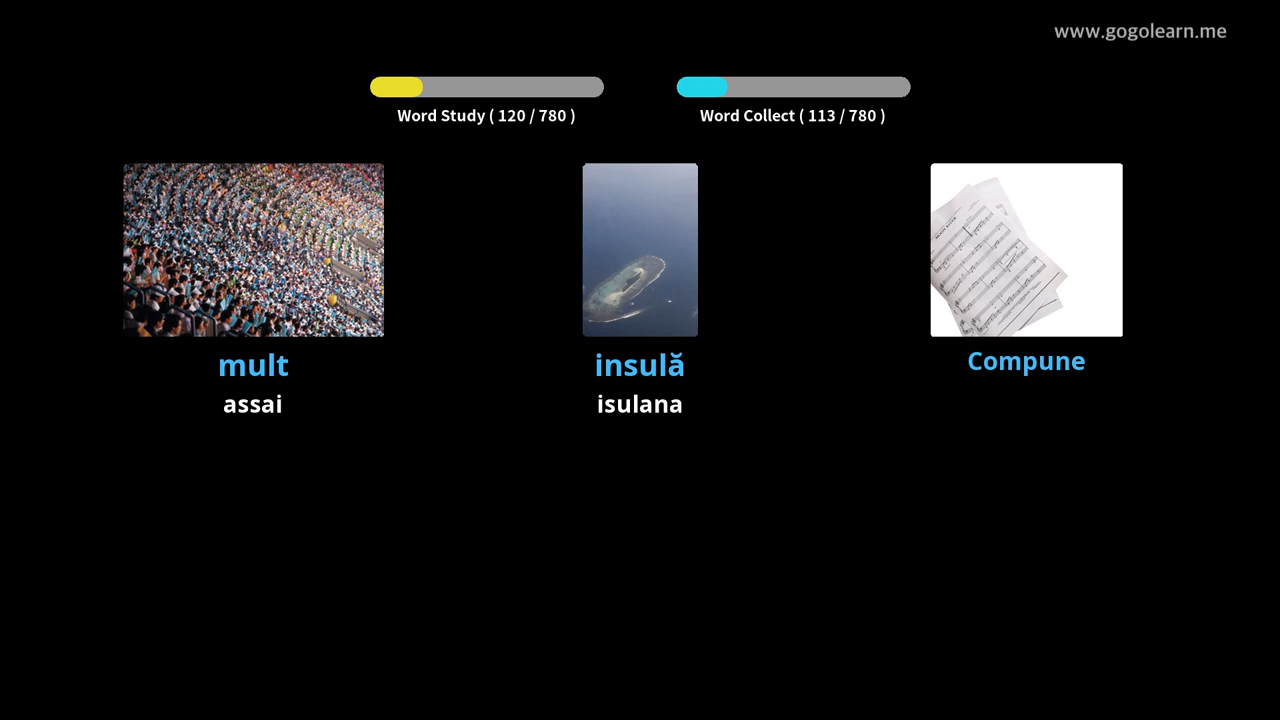 www.gogolearn.me
Word Study ( 120 / 780 )
Word Collect ( 113 / 780 )
mult
assai
insulă
isulana
Compune